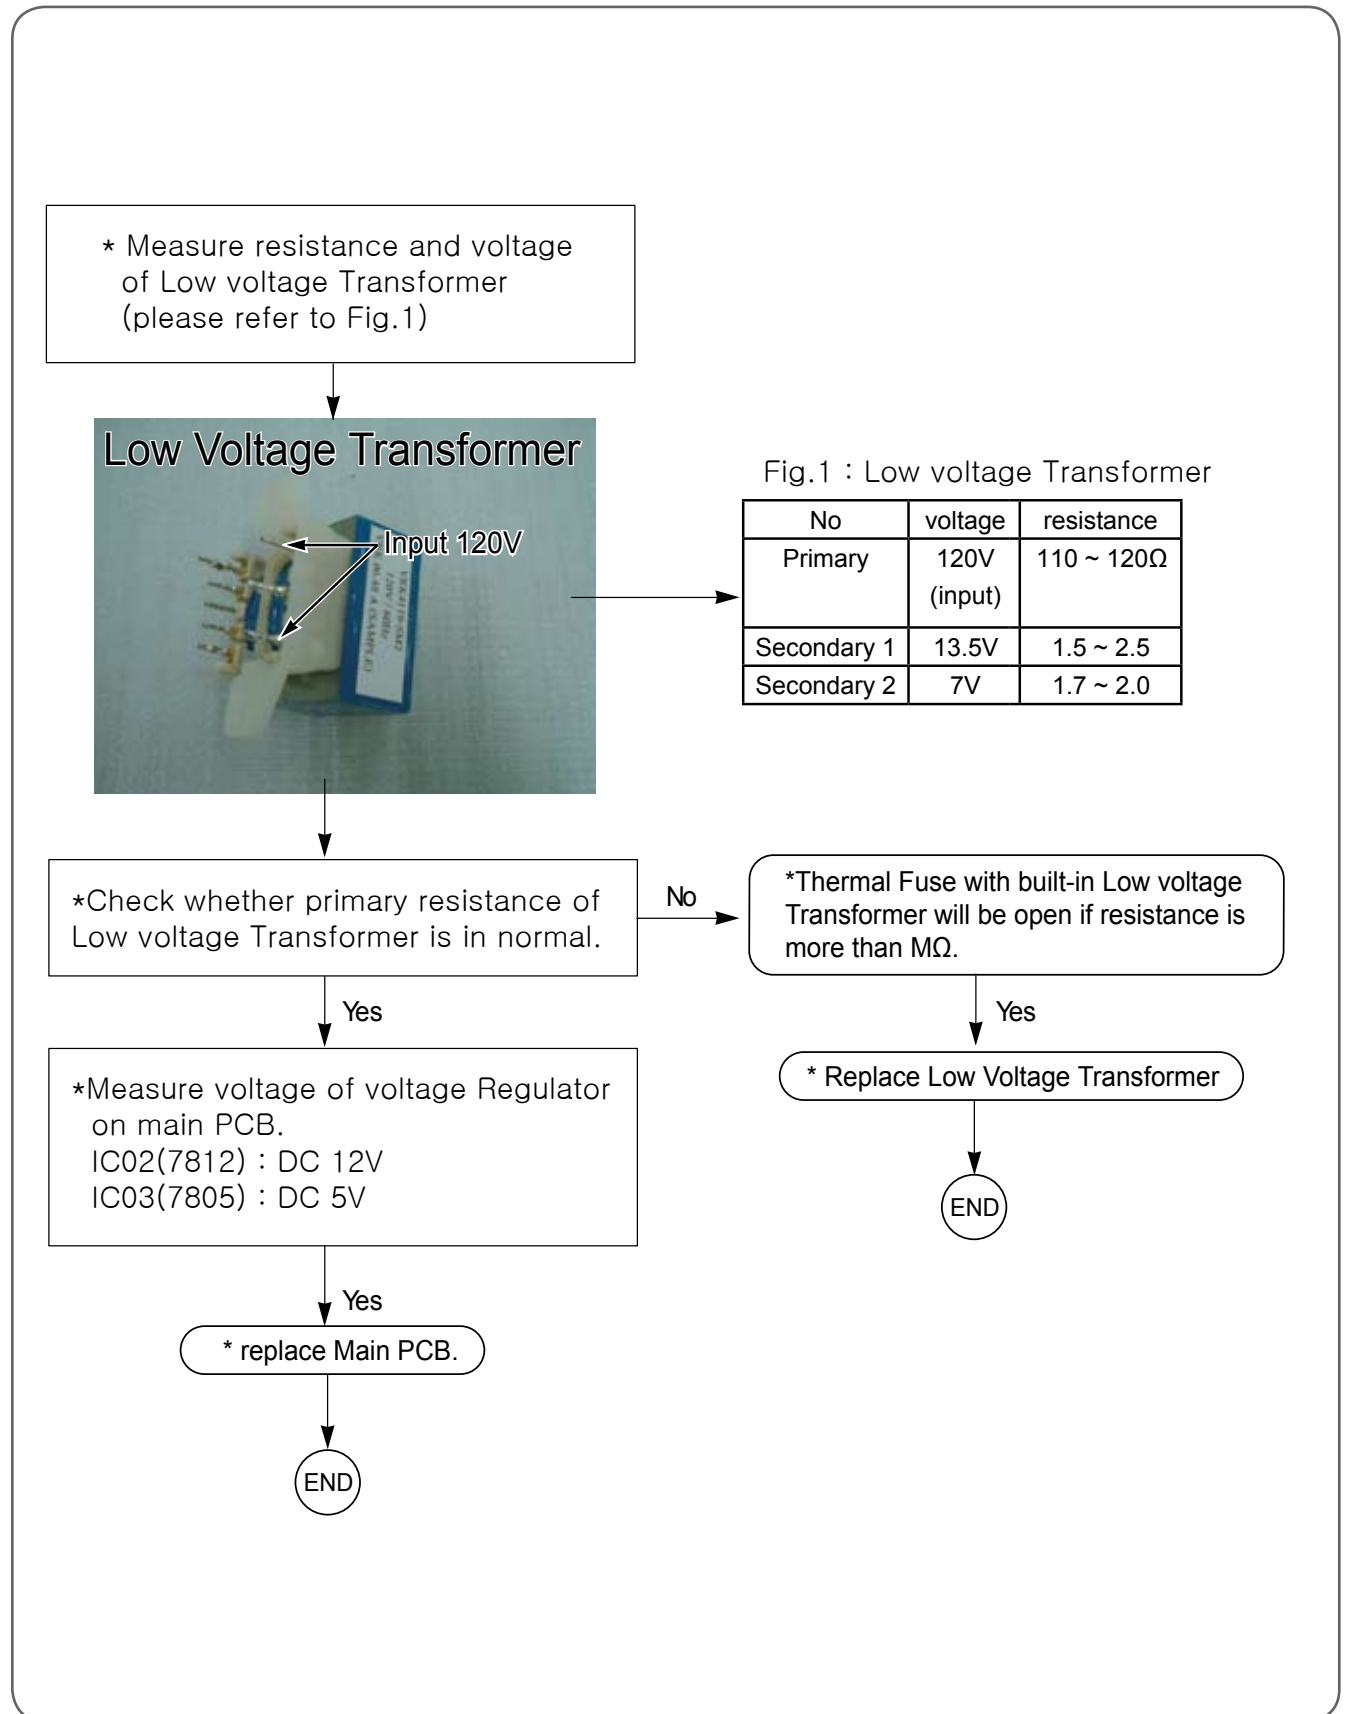 * Measure resistance and voltage
of Low voltage Transformer
(please refer to Fig.1)
Low Voltage Transformer
Input 120V
Fig.1 : Low voltage Transformer
No voltage resistance
Primary 120V 110 ~ 120Ω
(input)
Secondary 1 13.5V 1.5 ~ 2.5
Secondary 2 7V 1.7 ~ 2.0
*Check whether primary resistance of
Low voltage Transformer is in normal.
No
*Thermal Fuse with built-in Low voltage
Transformer will be open if resistance is
more than MΩ.
Yes
Yes
*Measure voltage of voltage Regulator
on main PCB.
IC02(7812) : DC 12V
IC03(7805) : DC 5V
* Replace Low Voltage Transformer
END
Yes
* replace Main PCB.
END